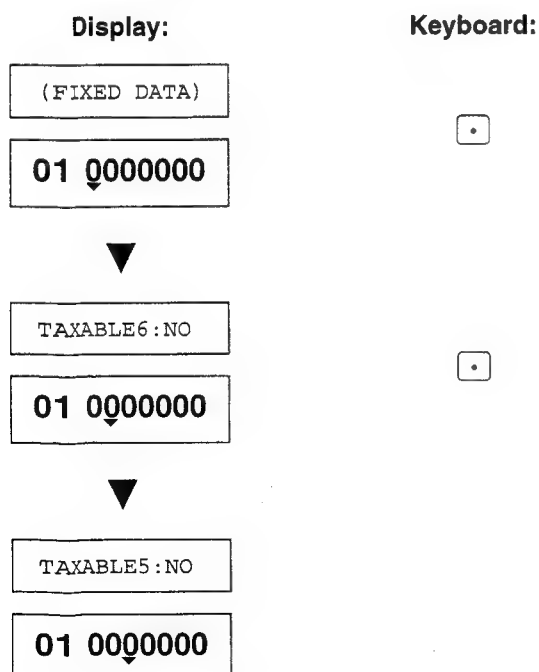 Display: Keyboard:
(FIXED DATA)
01 0000000
TAXABLE6:NO
01 0000000
TAXABLE5:NO
01 0000000